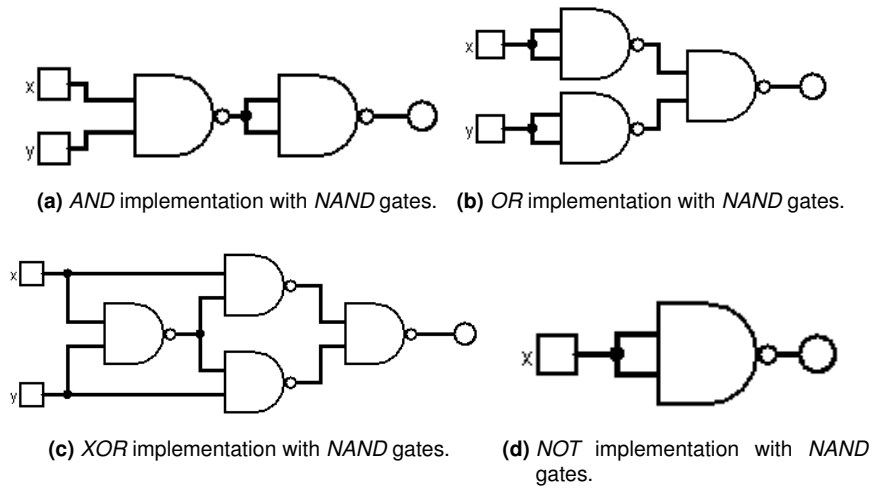 x
y
(a) AND implementation with NAND gates.
x
y
(b) OR implementation with NAND gates.
x
y
(c) XOR implementation with NAND gates.
x
(d) NOT implementation with NAND
gates.